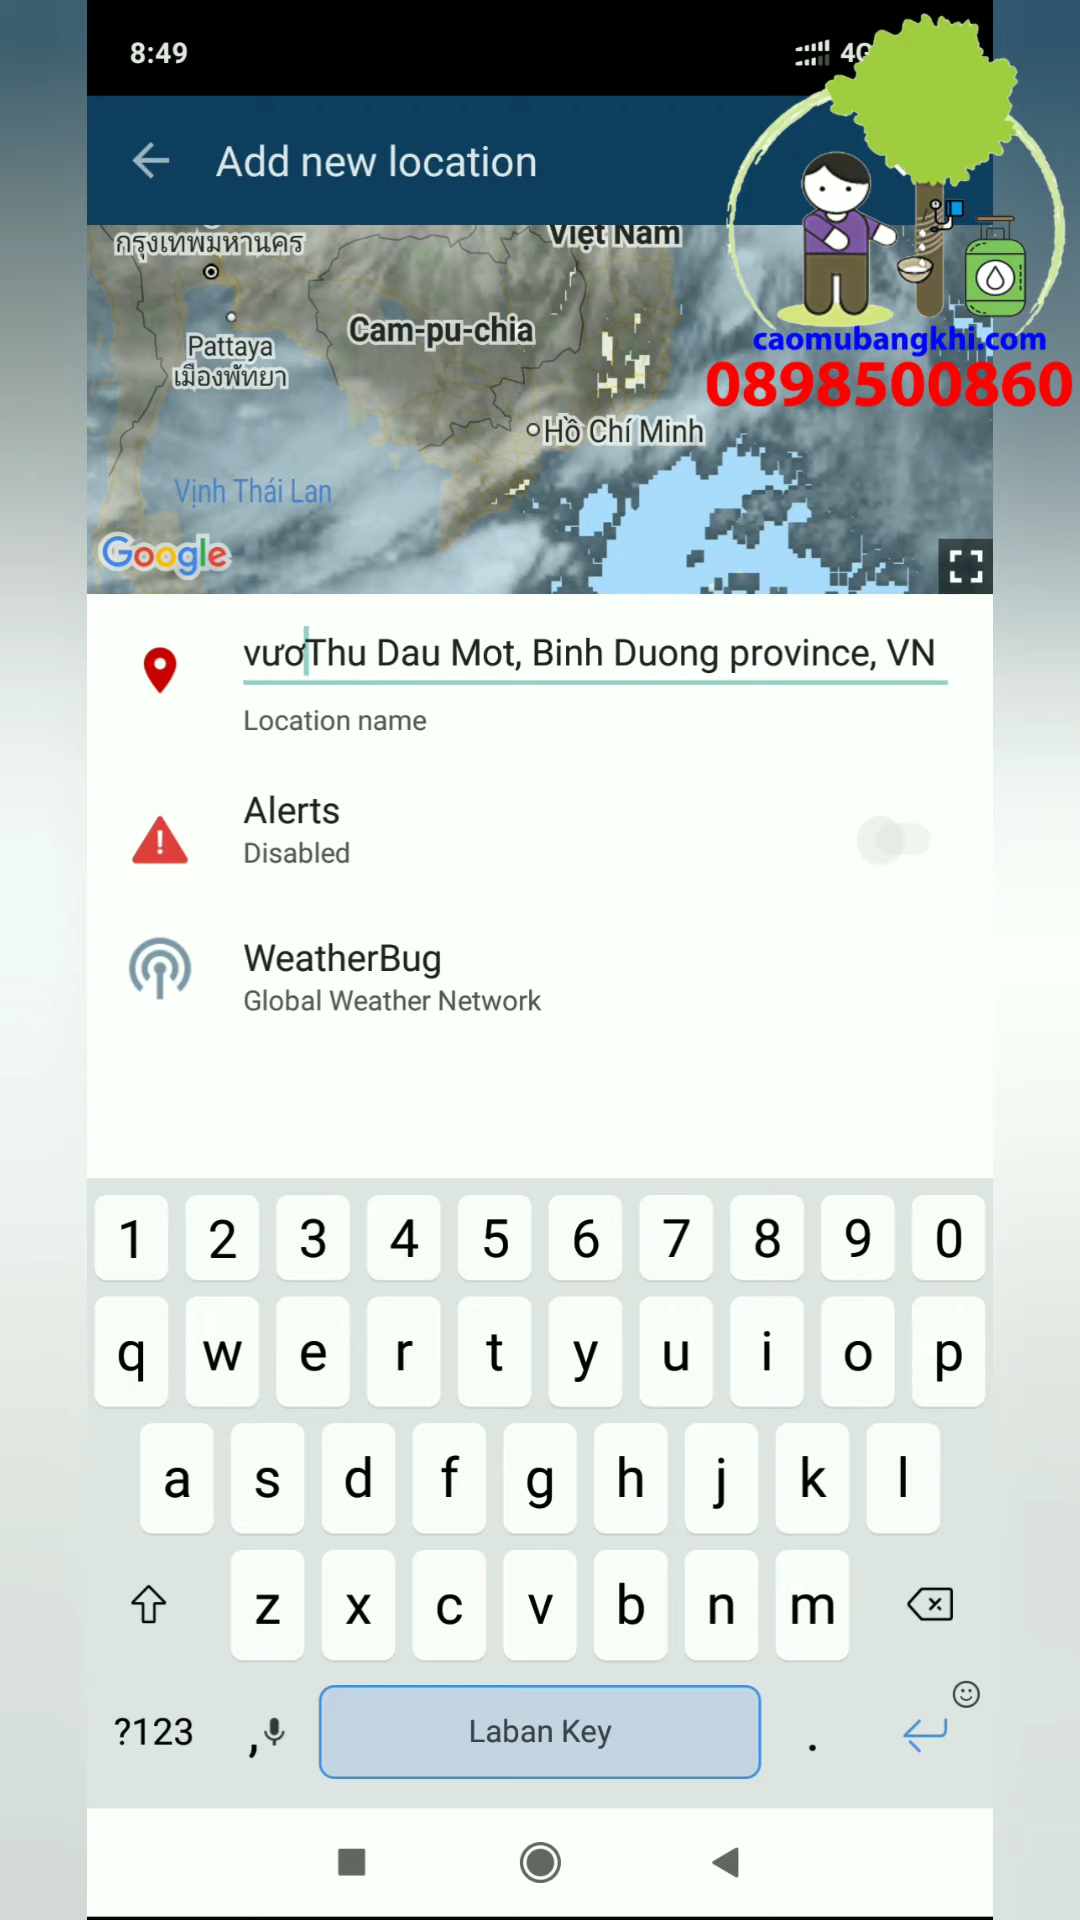 8:49
4G
Add new location
กรุงเทพมหานคร
Việt Nam
Cam-pu-chia
Pattaya
เมืองพัทยา
caomubangkhi.com
0898500860
Hồ Chí Minh
Vịnh Thái Lan
Google
vươThu Dau Mot, Binh Duong province, VN
Location name
Alerts
Disabled
WeatherBug
Global Weather Network
1 2 3 4 5 6 7 8 9 0
q w e r t y u i o p
a s d f g h j k l
z x c v b n m
?123 , Laban Key .